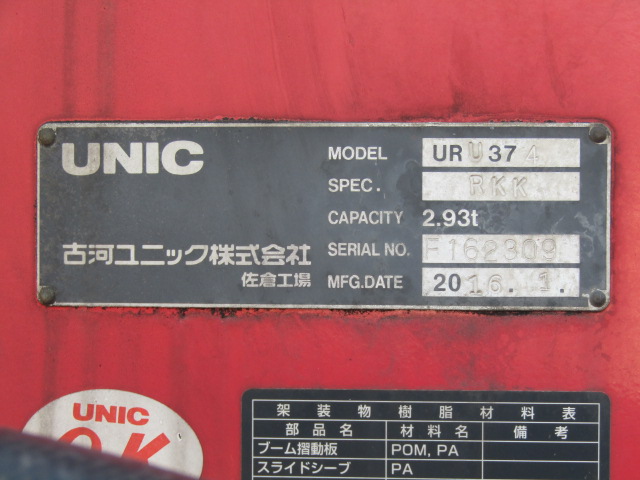 UNIC
MODEL URU374
SPEC. RKK
CAPACITY 2.93t
SERIAL NO. F162309
MFG.DATE 2016. 1.
古河ユニック株式会社
佐倉工場
UNIC
O.K
架装物樹脂材料表
部品名 材料名 備考
ブーム摺動板 POM, PA
スライドシーブ PA